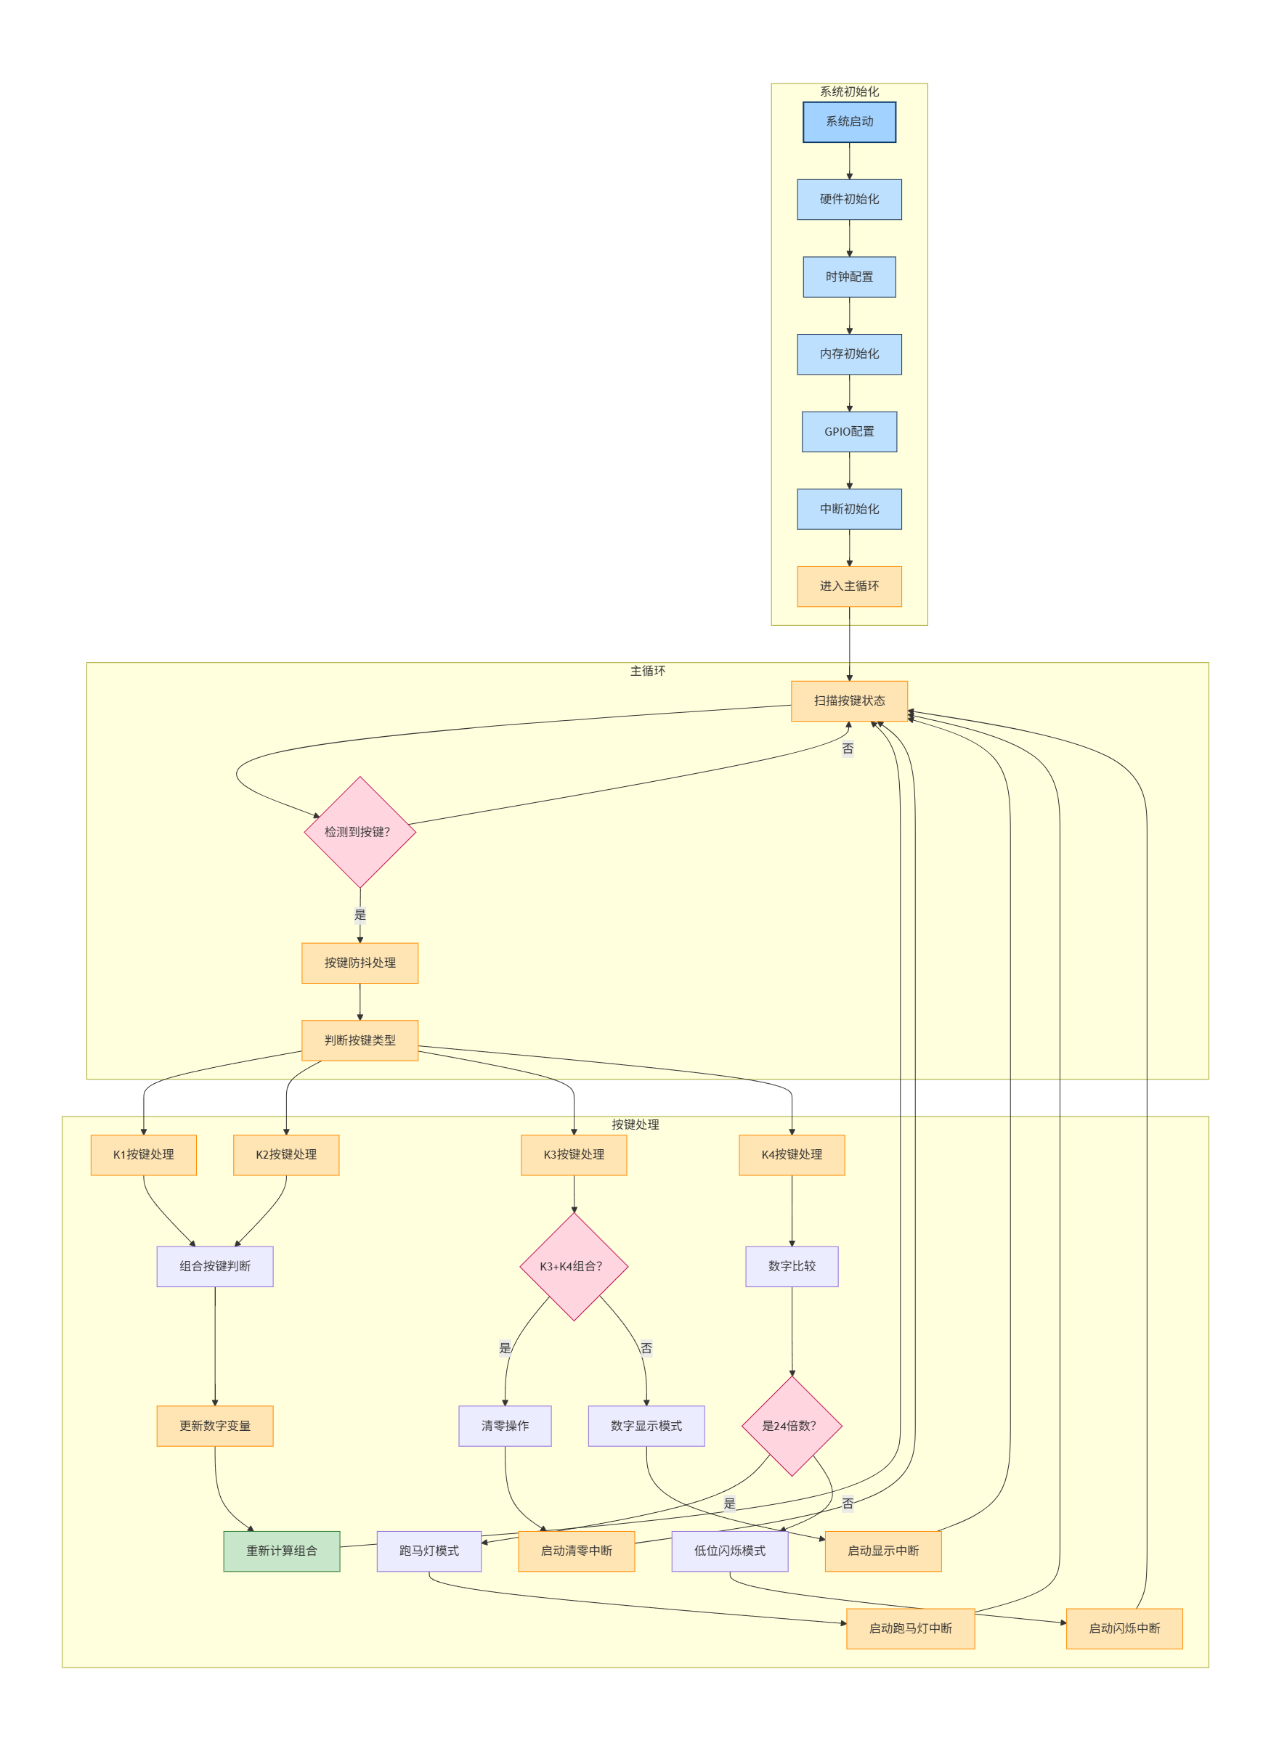 系统初始化
系统启动
硬件初始化
时钟配置
内存初始化
GPIO配置
中断初始化
进入主循环
主循环
扫描按键状态
否
检测到按键?
是
按键防抖处理
判断按键类型
按键处理
K1按键处理
K2按键处理
K3按键处理
K4按键处理
组合按键判断
K3+K4组合?
数字比较
是
否
更新数字变量
清零操作
数字显示模式
是24倍数?
是
否
重新计算组合
跑马灯模式
启动清零中断
低位闪烁模式
启动显示中断
启动跑马灯中断
启动闪烁中断